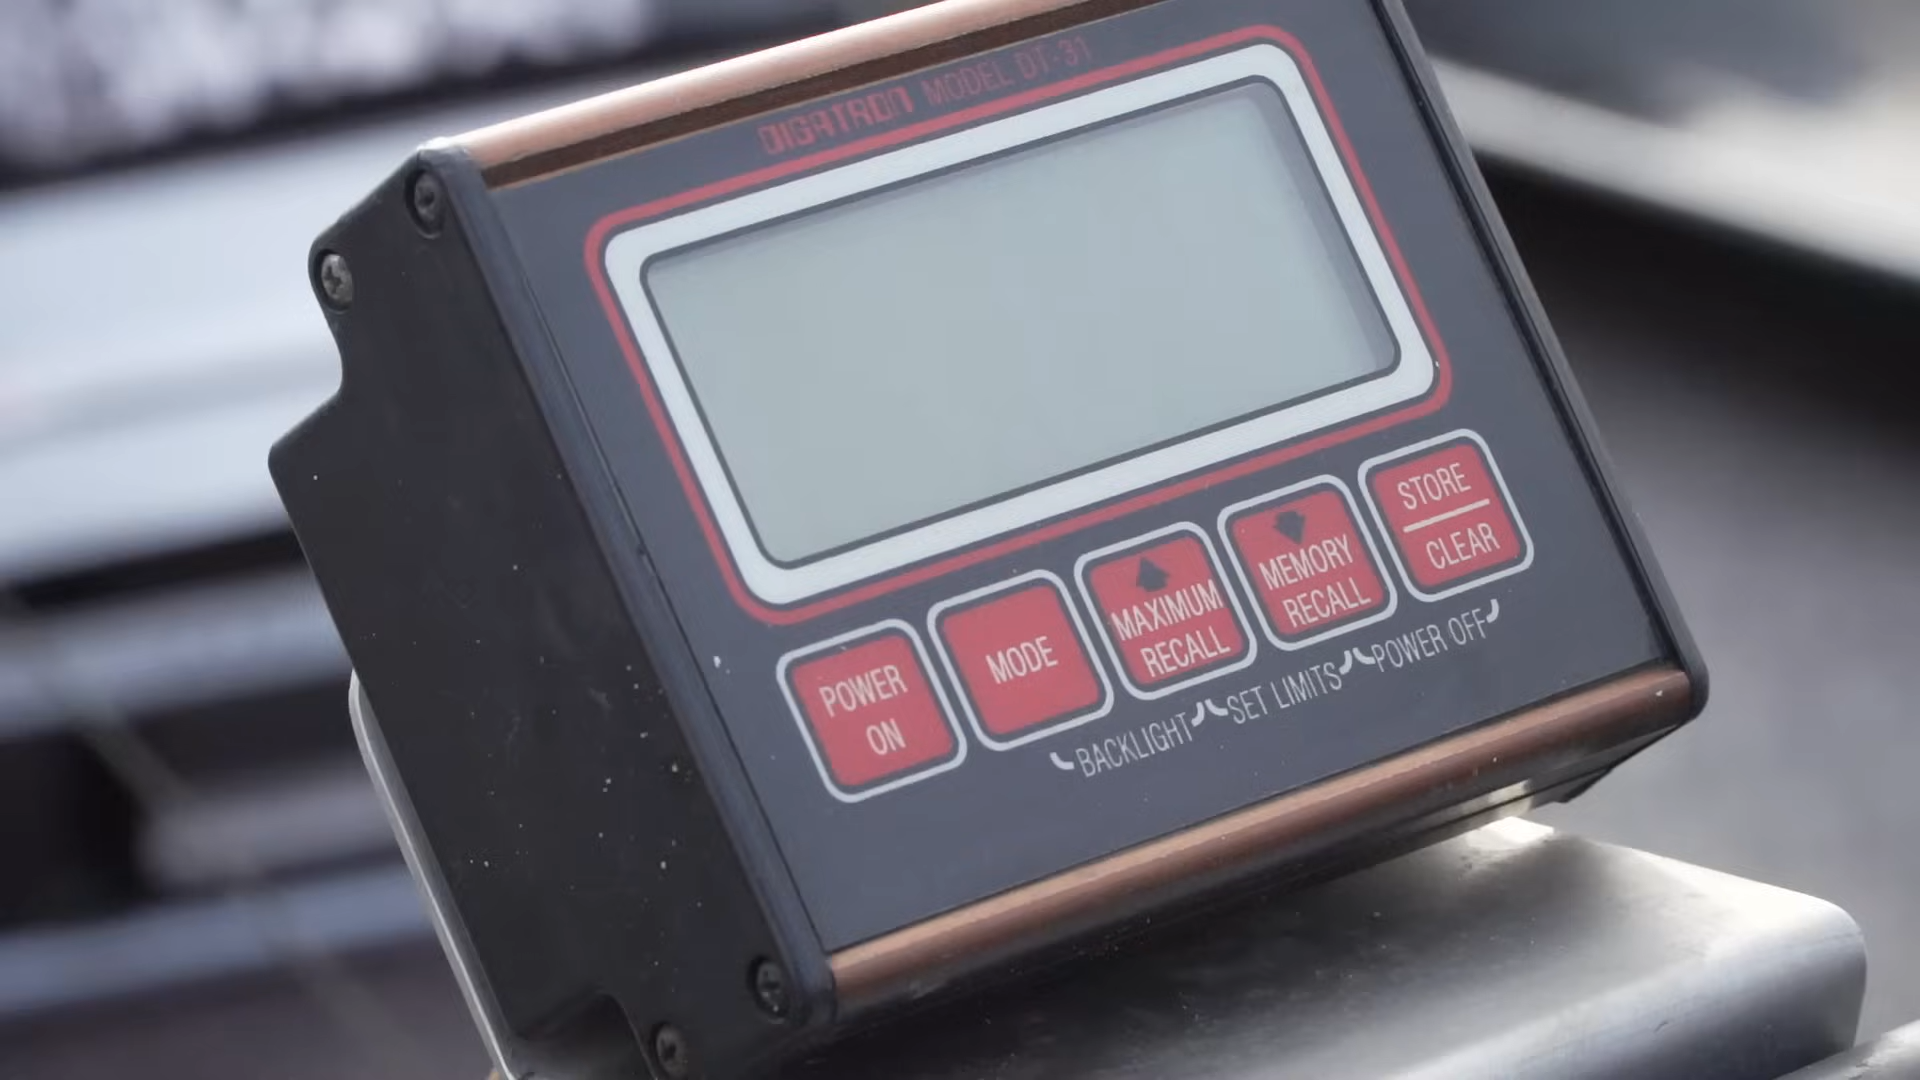 DIGATRON MODEL DT-31
POWER
ON
MODE
MAXIMUM
RECALL
MEMORY
RECALL
STORE
CLEAR
BACKLIGHT SET LIMITS POWER OFF